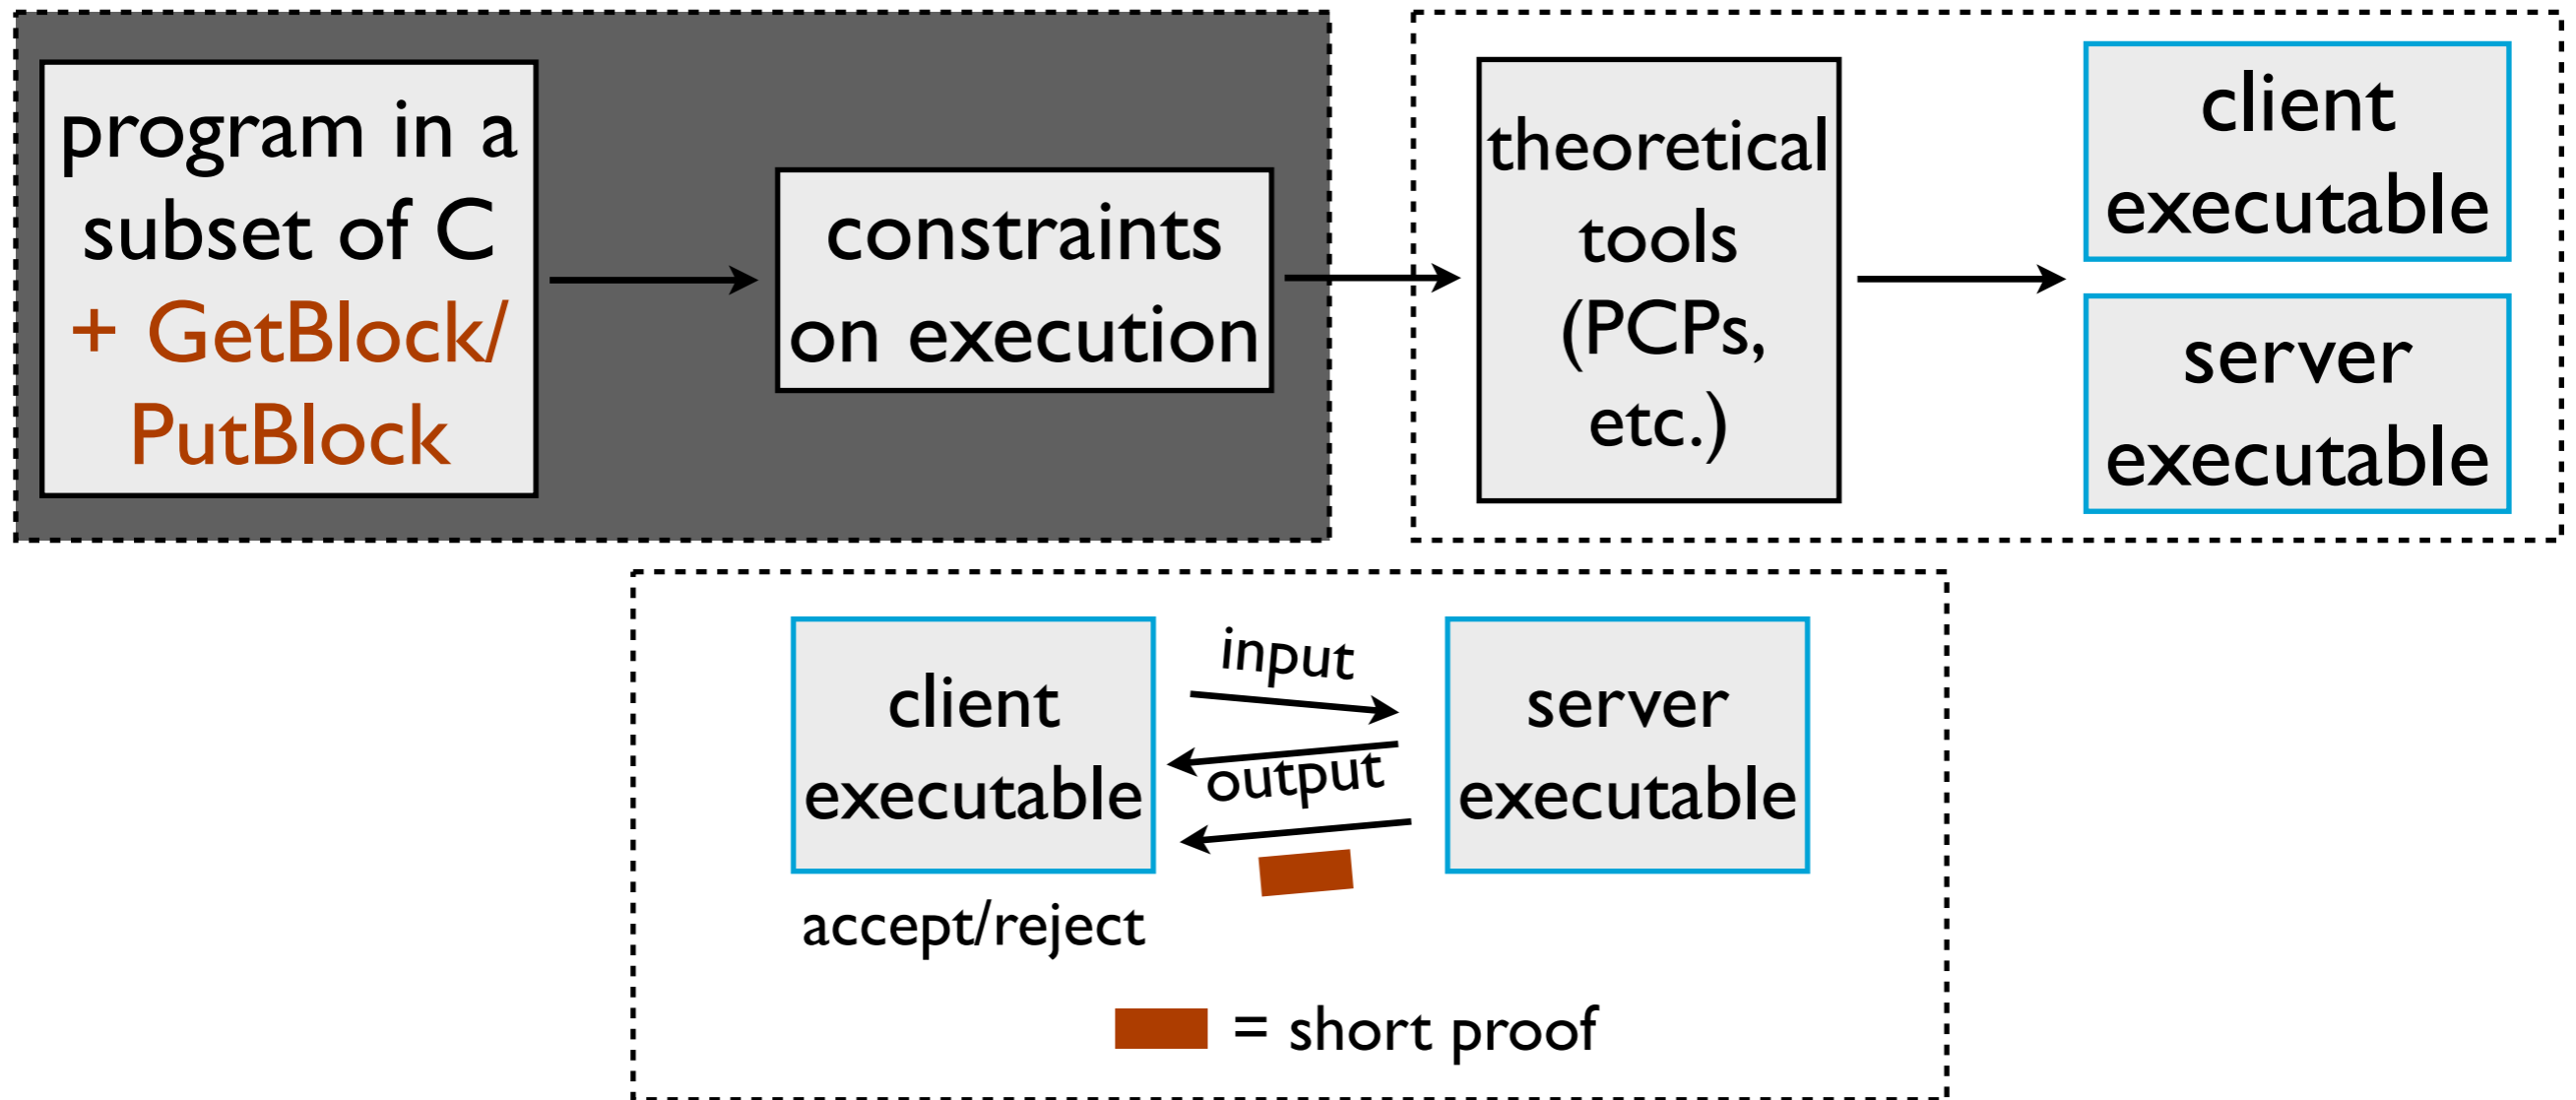 program in a
subset of C
+ GetBlock/
PutBlock
constraints
on execution
theoretical
tools
(PCPs,
etc.)
client
executable
server
executable
client
executable
input
output
server
executable
accept/reject
= short proof